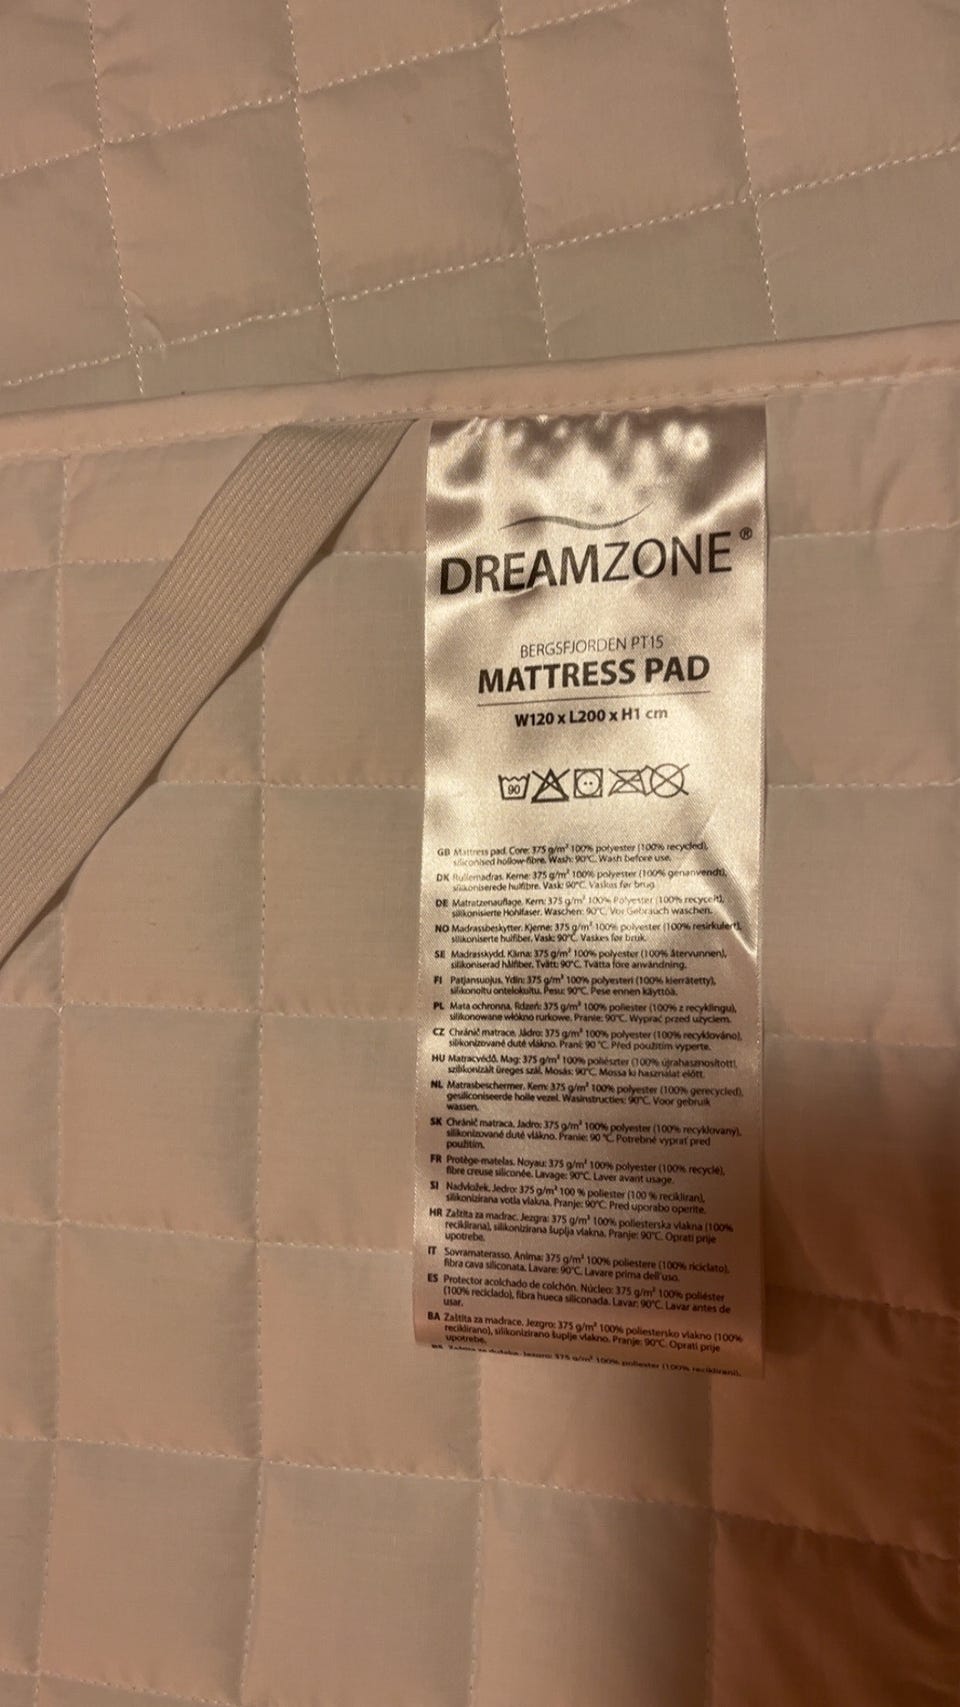 DREAMZONE®
BERGSFJORDEN PT15
MATTRESS PAD
W120 x L200 x H1 cm
90
GB Mattress pad. Core: 375 g/m² 100% polyester (100% recycled),
siliconised hollow-fibre. Wash: 90°C. Wash before use.
DK Rullemadras. Kerne: 375 g/m² 100% polyester (100% genanvendt),
silikoniserede hulfibre. Vask: 90°C. Vaskes før brug.
DE Matratzenauflage. Kern: 375 g/m² 100% Polyester (100% recycelt),
silikonisierte Hohlfaser. Waschen: 90°C. Vor Gebrauch waschen.
NO Madrassbeskytter. Kjerne: 375 g/m² 100% polyester (100% resirkulert),
silikoniserte hulfiber. Vask: 90°C. Vaskes før bruk.
SE Madrasskydd. Kärna: 375 g/m² 100% polyester (100% återvunnen),
silikoniserad hålfiber. Tvätt: 90°C. Tvätta före användning.
FI Patjansuojus. Ydin: 375 g/m² 100% polyesteri (100% kierrätetty),
silikonoitu ontelokuitu. Pesu: 90°C. Pese ennen käyttöä.
PL Mata ochronna. Rdzeń: 375 g/m² 100% poliester (100% z recyklingu),
silikonowane włókno rurkowe. Pranie: 90°C. Wyprać przed użyciem.
CZ Chránič matrace. Jádro: 375 g/m² 100% polyester (100% recyklováno),
silikonizované duté vlákno. Praní: 90 °C. Před použitím vyperte.
HU Matracvédő. Mag: 375 g/m² 100% poliészter (100% újrahasznosított),
szilikonizált üreges szál. Mosás: 90°C. Mossa ki használat előtt.
NL Matrasbeschermer. Kern: 375 g/m² 100% polyester (100% gerecycled),
gesiliconiseerde holle vezel. Wasinstructies: 90°C. Voor gebruik
wassen.
SK Chránič matraca. Jadro: 375 g/m² 100% polyester (100% recyklovaný),
silikonizované duté vlákno. Pranie: 90 °C. Potrebné vyprať pred
použitím.
FR Protège-matelas. Noyau: 375 g/m² 100% polyester (100% recyclé),
fibre creuse siliconée. Lavage: 90°C. Laver avant usage.
SI Nadvložek. Jedro: 375 g/m² 100 % poliester (100 % recikliran),
silikonizirana votla vlakna. Pranje: 90°C. Pred uporabo operite.
HR Zaštita za madrac. Jezgra: 375 g/m² 100% poliesterska vlakna (100%
reciklirana), silikonizirana šuplja vlakna. Pranje: 90°C. Oprati prije
upotrebe.
IT Sovramaterasso. Anima: 375 g/m² 100% poliestere (100% riciclato),
fibra cava siliconata. Lavare: 90°C. Lavare prima dell'uso.
ES Protector acolchado de colchón. Núcleo: 375 g/m² 100% poliéster
(100% reciclado), fibra hueca siliconada. Lavar: 90°C. Lavar antes de
usar.
BA Zaštita za madrace. Jezgro: 375 g/m² 100% poliestersko vlakno (100%
reciklirano), silikonizirano šuplje vlakno. Pranje: 90°C. Oprati prije
upotrebe.
375 g/m² 100% poliester (100% reciklirani),